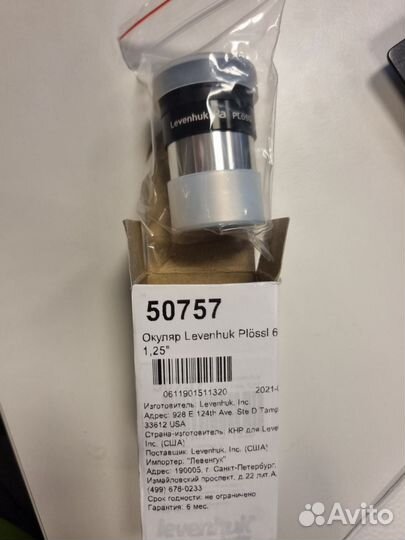 Levenhuk Plössl
50757
Окуляр Levenhuk Plössl 6
1,25"
0611901511320 2021-
Изготовитель: Levenhuk, Inc.
Адрес: 928 E 124th Ave. Ste D Tamp
33612 USA
Страна-изготовитель: КНР для Leve
Inc. (США)
Поставщик: Levenhuk, Inc. (США)
Импортер: "Левенгук"
Адрес: 190005, г. Санкт-Петербург,
Измайловский проспект, д.22 лит А
(499) 678-0233
Срок годности: не ограничено
Гарантия: 6 мес.
levenhuk
Avito